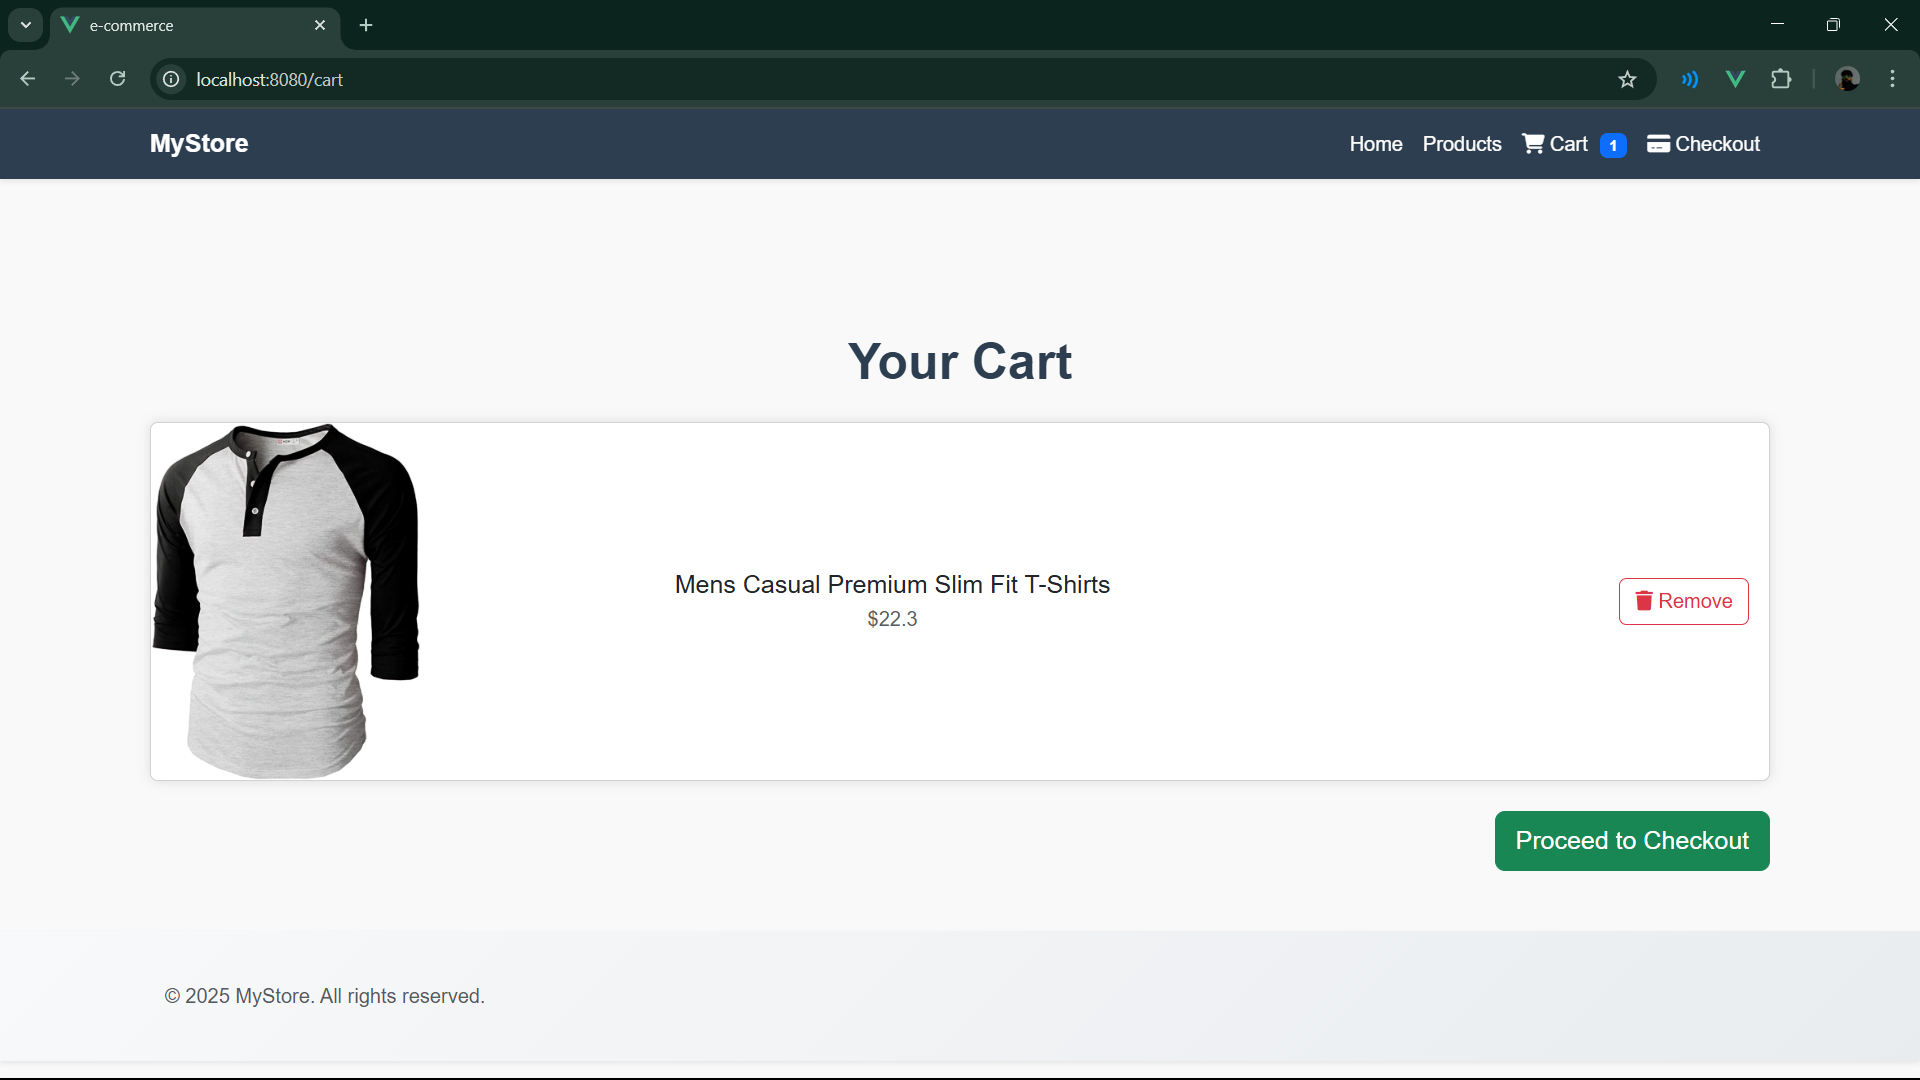 e-commerce
localhost:8080/cart
MyStore
Home Products Cart 1 Checkout
Your Cart
Mens Casual Premium Slim Fit T-Shirts
$22.3
Remove
Proceed to Checkout
© 2025 MyStore. All rights reserved.